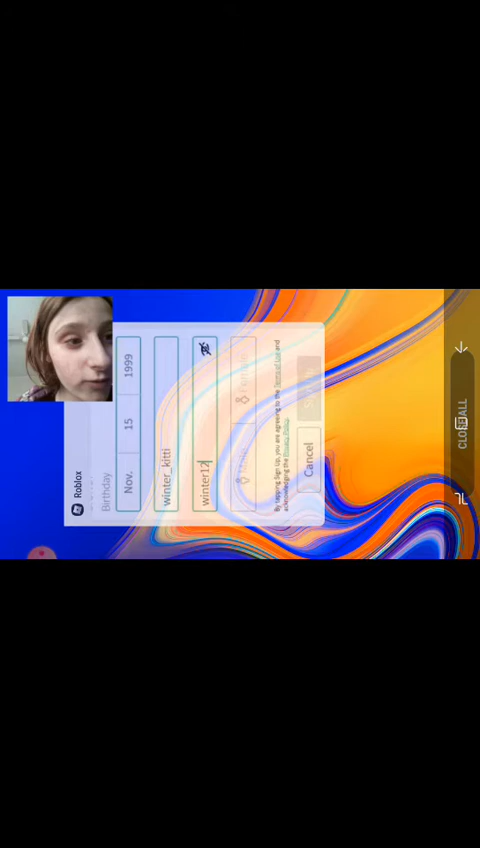 Roblox
Birthday
Nov. 15 1999
winter_kitti
winter12
Female
By tapping Sign Up, you are agreeing to the Terms of Use and
acknowledging the Privacy Policy
Cancel
CLOSE ALL